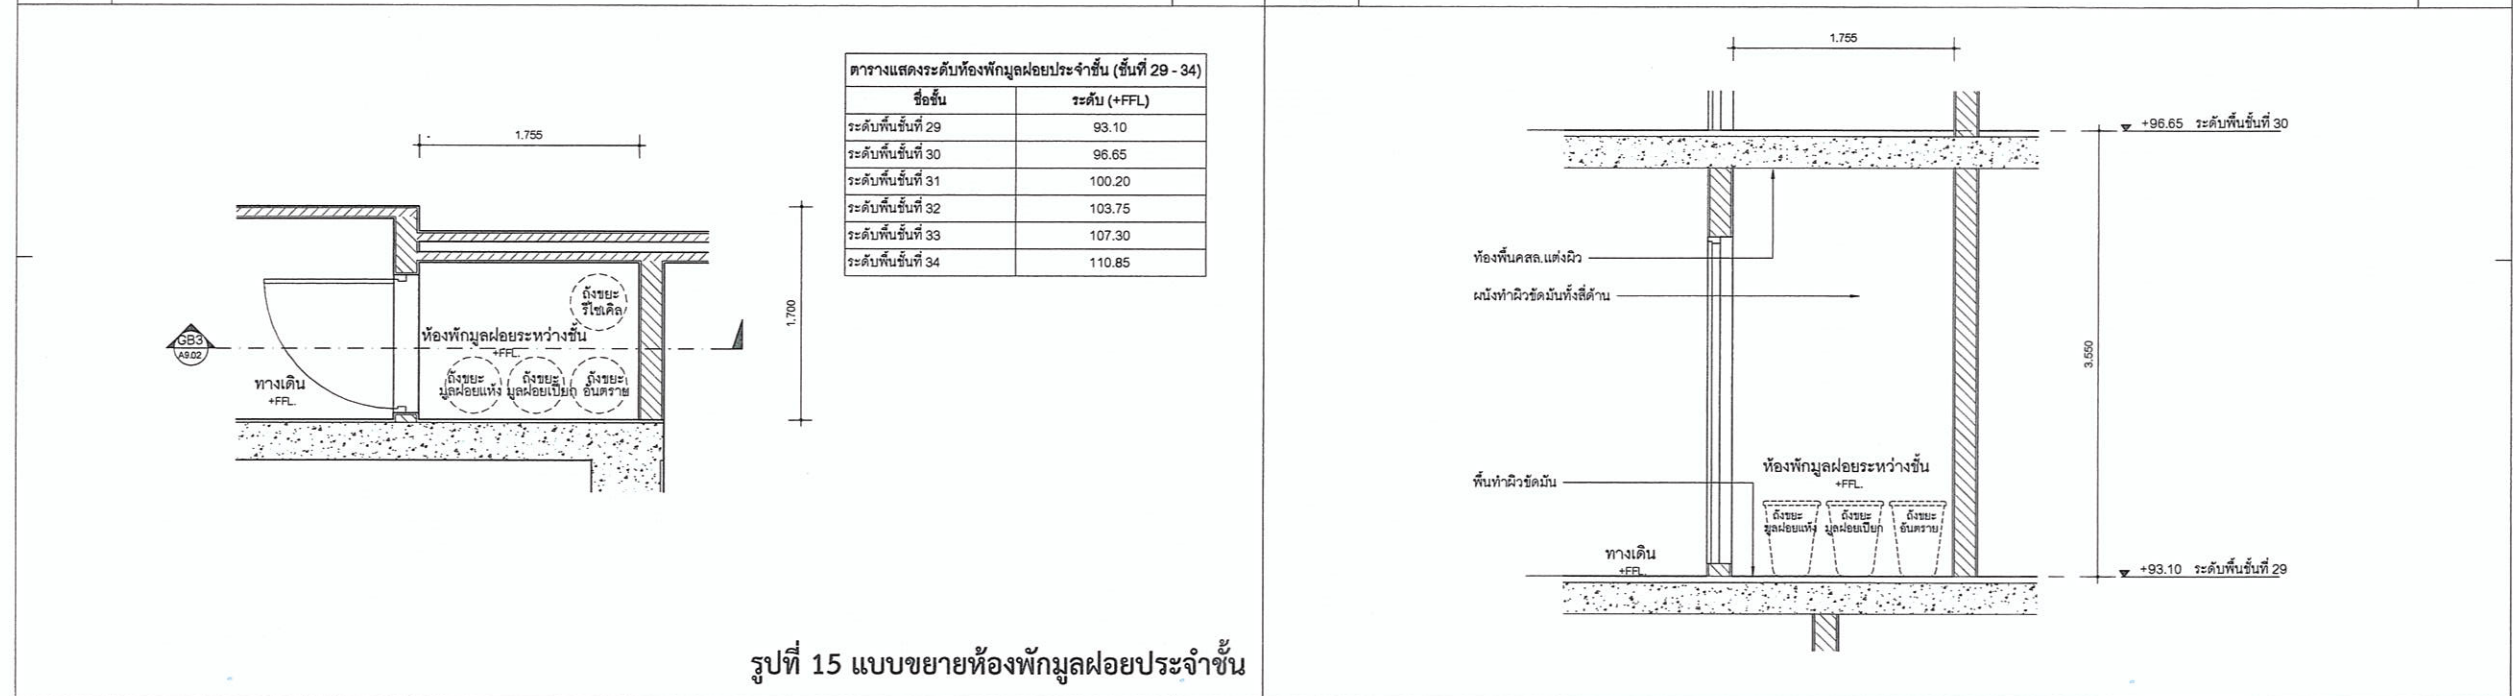 1.755
ตารางแสดงระดับห้องพักมูลฝอยประจำชั้น (ชั้นที่ 29 - 34)
ชื่อชั้น ระดับ (+FFL)
ระดับพื้นชั้นที่ 29 93.10
ระดับพื้นชั้นที่ 30 96.65
ระดับพื้นชั้นที่ 31 100.20
ระดับพื้นชั้นที่ 32 103.75
ระดับพื้นชั้นที่ 33 107.30
ระดับพื้นชั้นที่ 34 110.85
1.700
ถังขยะ
รีไซเคิล
ห้องพักมูลฝอยระหว่างชั้น
+FFL.
GB3
A9.02
ถังขยะ
มูลฝอยแห้ง
ถังขยะ
มูลฝอยเปียก
ถังขยะ
อันตราย
ทางเดิน
+FFL.
1.755
+96.65 ระดับพื้นชั้นที่ 30
ท้องพื้นคสล.แต่งผิว
ผนังทำผิวขัดมันทั้งสี่ด้าน
3.550
ห้องพักมูลฝอยระหว่างชั้น
+FFL.
พื้นทำผิวขัดมัน
ถังขยะ
มูลฝอยแห้ง
ถังขยะ
มูลฝอยเปียก
ถังขยะ
อันตราย
ทางเดิน
+FFL.
+93.10 ระดับพื้นชั้นที่ 29
รูปที่ 15 แบบขยายห้องพักมูลฝอยประจำชั้น